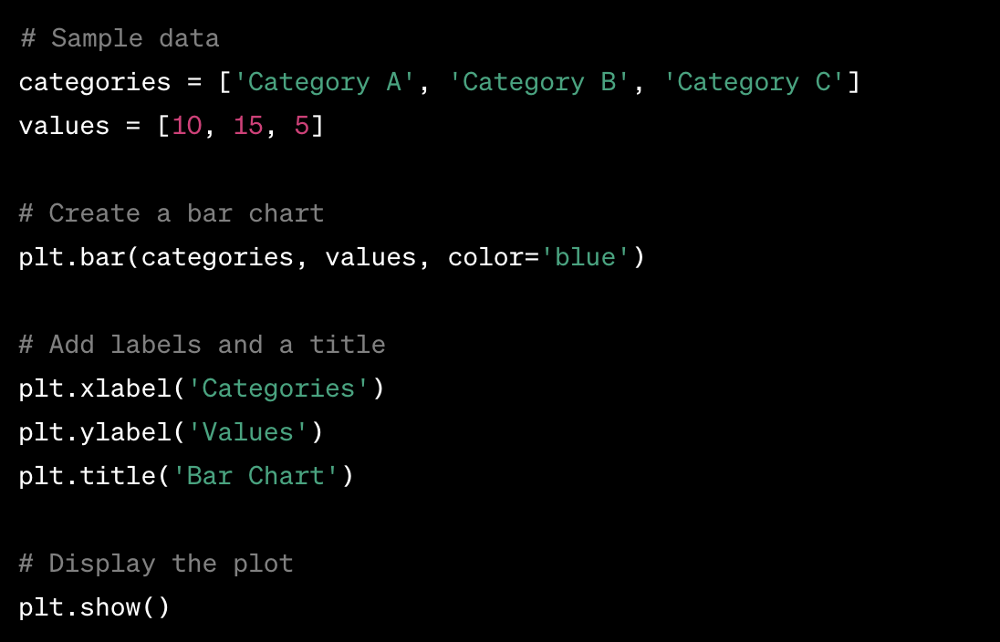 # Sample data
categories = ['Category A', 'Category B', 'Category C']
values = [10, 15, 5]
# Create a bar chart
plt.bar(categories, values, color='blue')
# Add labels and a title
plt.xlabel('Categories')
plt.ylabel('Values')
plt.title('Bar Chart')
# Display the plot
plt.show()